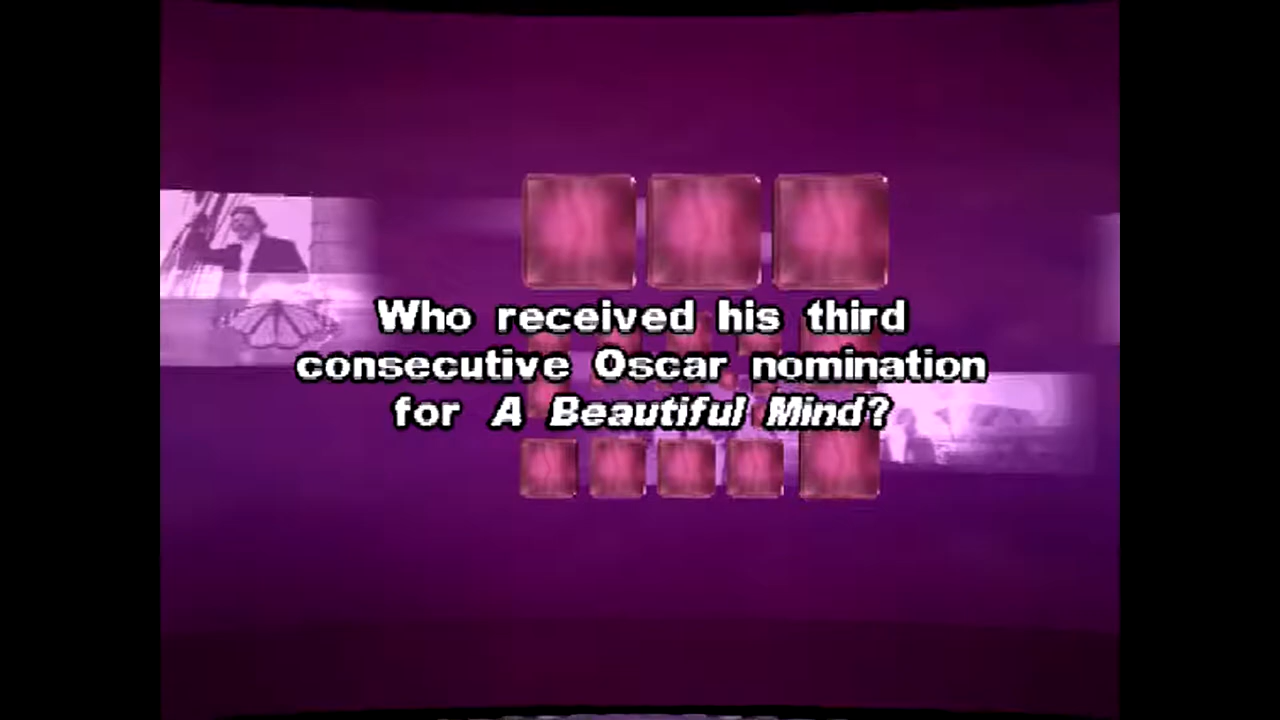 Who received his third
consecutive Oscar nomination
for A Beautiful Mind?